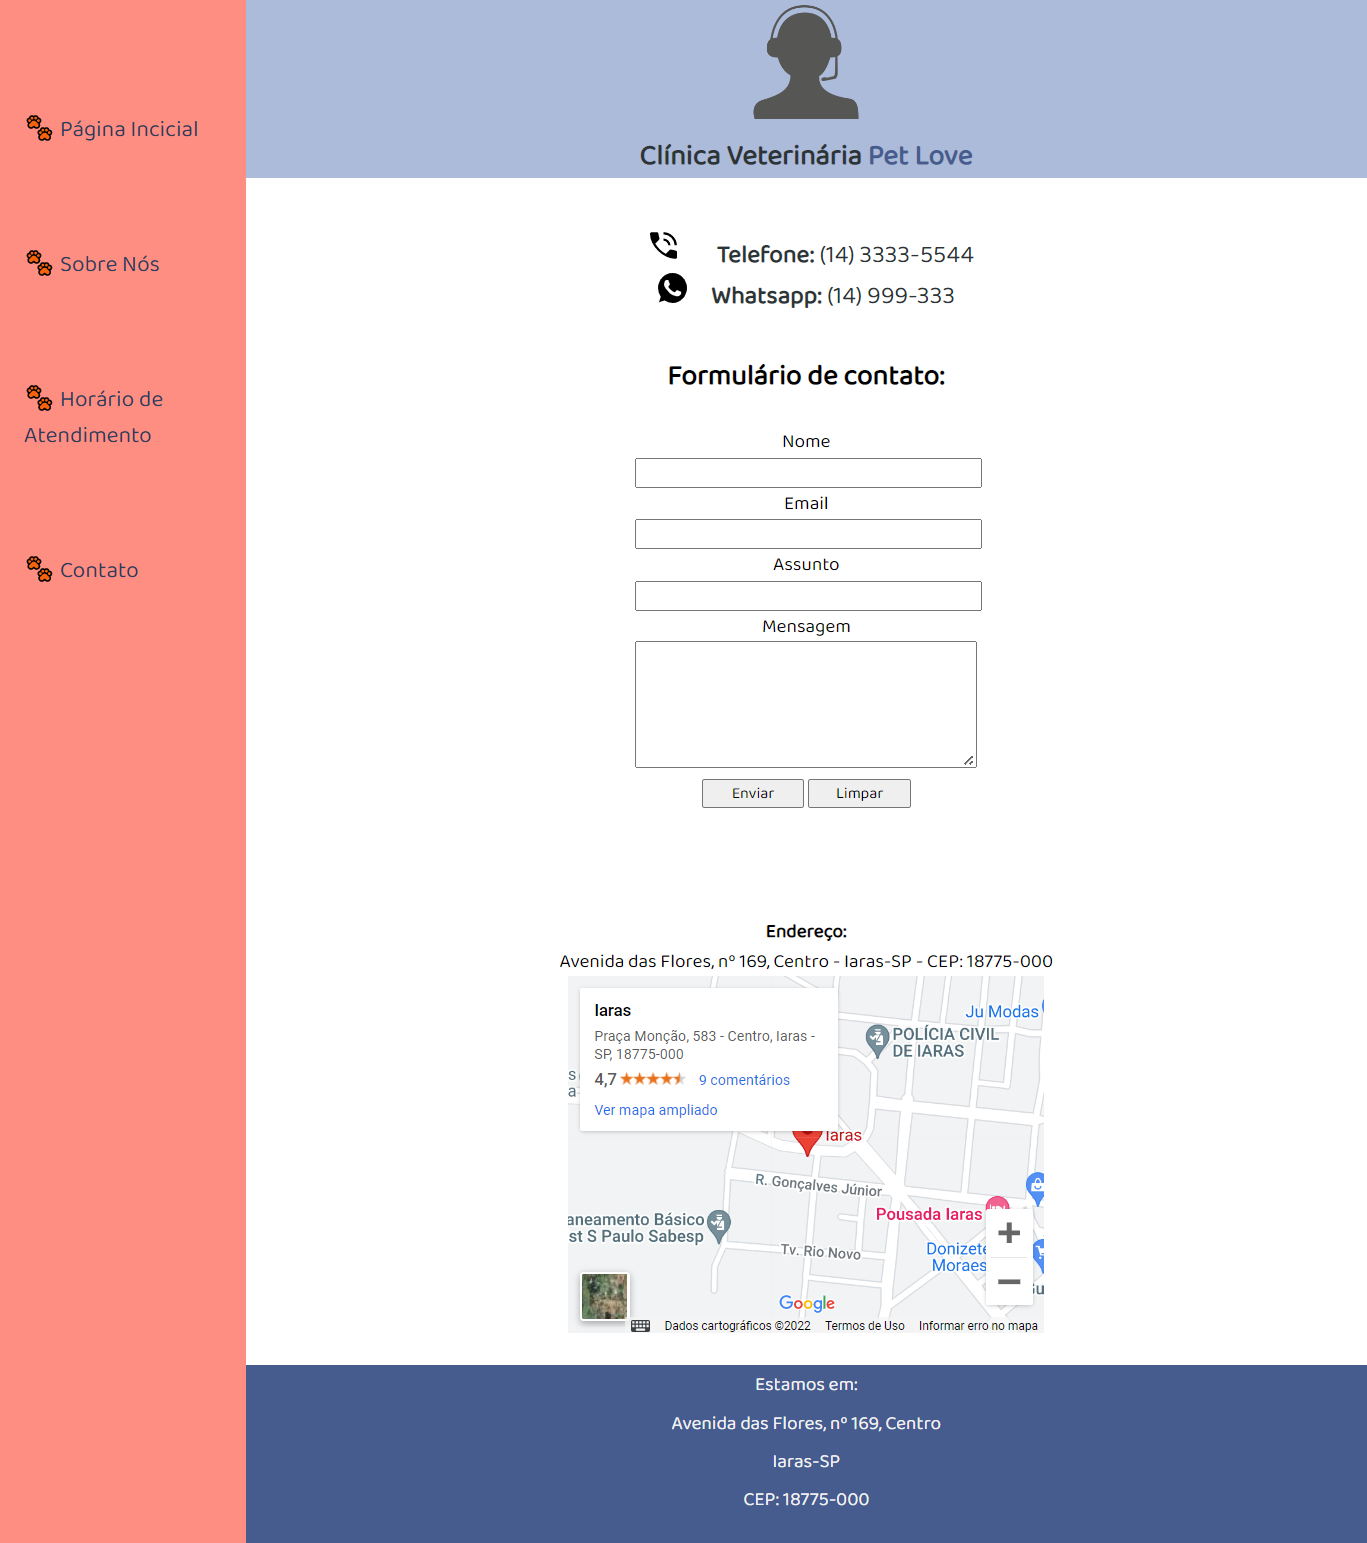 Página Incicial
Sobre Nós
Horário de
Atendimento
Contato
Clínica Veterinária Pet Love
Telefone: (14) 3333-5544
Whatsapp: (14) 999-333
Formulário de contato:
Nome
Email
Assunto
Mensagem
Enviar Limpar
Endereço:
Avenida das Flores, nº 169, Centro - Iaras-SP - CEP: 18775-000
Iaras
Praça Monção, 583 - Centro, Iaras -
SP, 18775-000
4,7 9 comentários
Ver mapa ampliado
Ju Modas
POLÍCIA CIVIL
DE IARAS
Iaras
R. Gonçalves Júnior
Pousada Iaras
aneamento Básico
st S Paulo Sabesp
Tv. Rio Novo
Donizete
Moraes
Google
Dados cartográficos ©2022 Termos de Uso Informar erro no mapa
Estamos em:
Avenida das Flores, nº 169, Centro
Iaras-SP
CEP: 18775-000